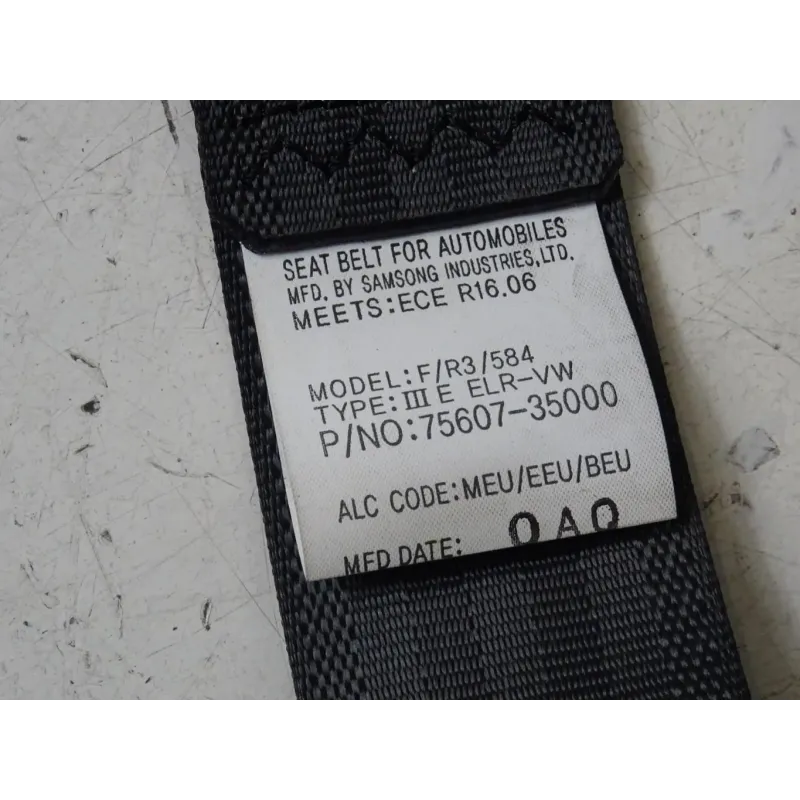 SEAT BELT FOR AUTOMOBILES
MFD. BY SAMSONG INDUSTRIES,LTD.
MEETS:ECE R16.06
MODEL:F/R3/584
TYPE:III E ELR-VW
P/NO:75607-35000
ALC CODE:MEU/EEU/BEU
MFD DATE: